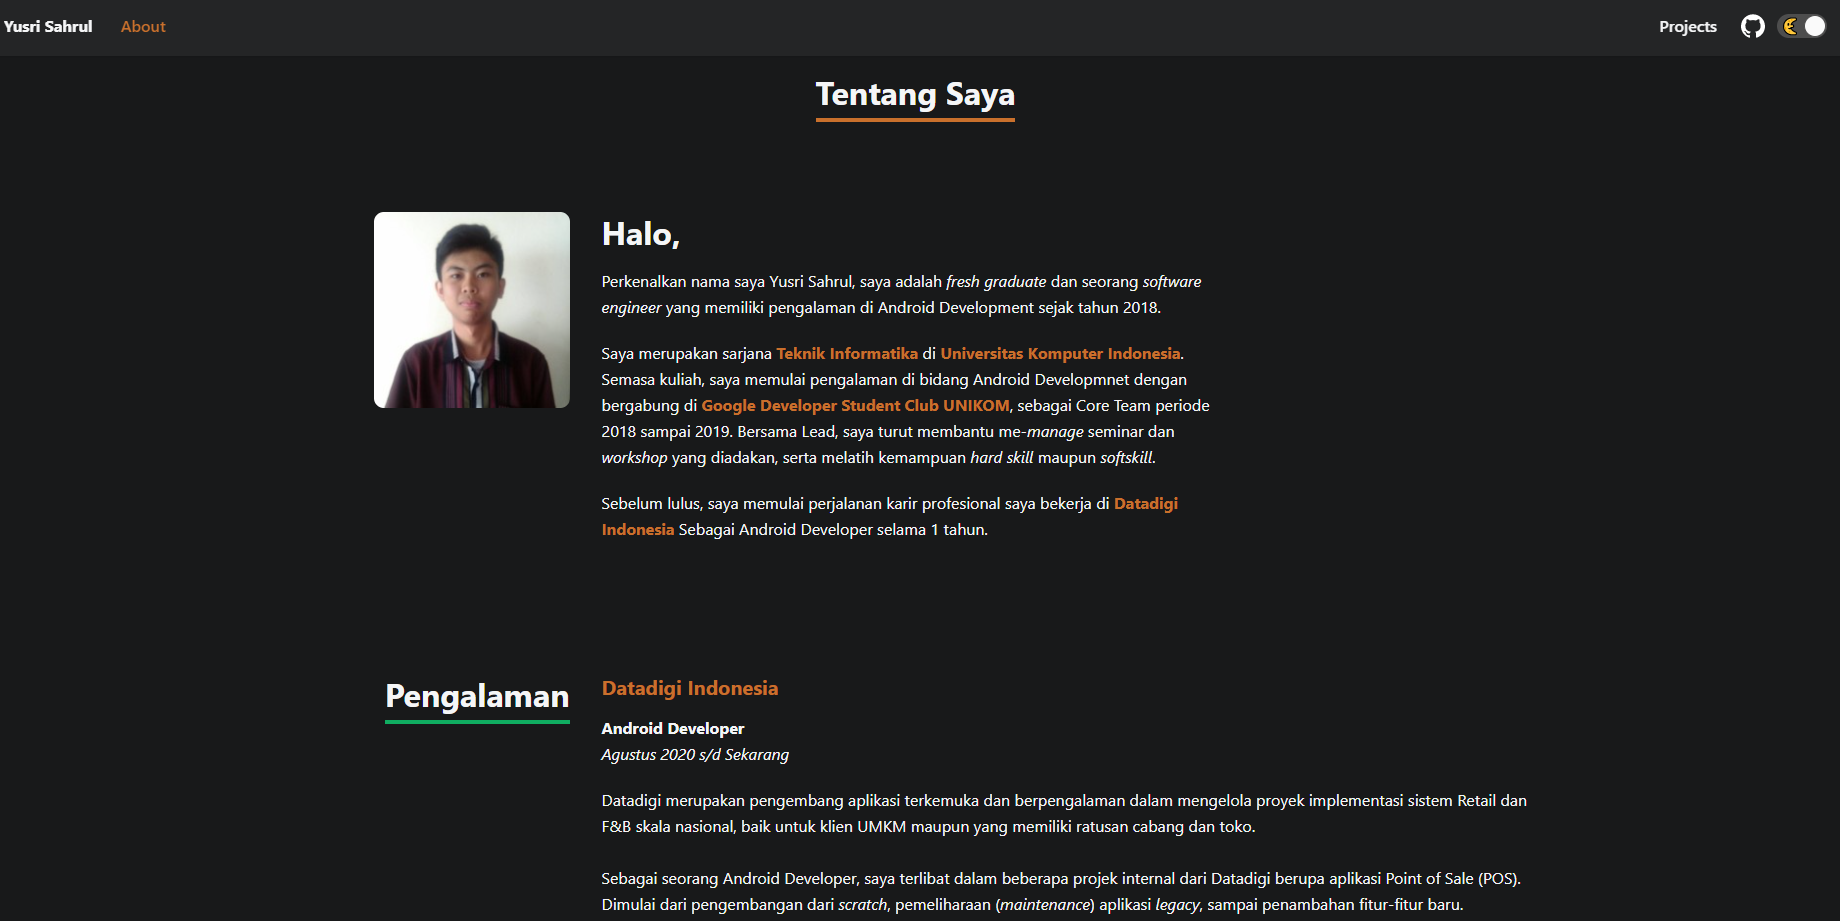 Yusri Sahrul About Projects
Tentang Saya
Halo,
Perkenalkan nama saya Yusri Sahrul, saya adalah fresh graduate dan seorang software
engineer yang memiliki pengalaman di Android Development sejak tahun 2018.
Saya merupakan sarjana Teknik Informatika di Universitas Komputer Indonesia.
Semasa kuliah, saya memulai pengalaman di bidang Android Developmnet dengan
bergabung di Google Developer Student Club UNIKOM, sebagai Core Team periode
2018 sampai 2019. Bersama Lead, saya turut membantu me-manage seminar dan
workshop yang diadakan, serta melatih kemampuan hard skill maupun softskill.
Sebelum lulus, saya memulai perjalanan karir profesional saya bekerja di Datadigi
Indonesia Sebagai Android Developer selama 1 tahun.
Pengalaman
Datadigi Indonesia
Android Developer
Agustus 2020 s/d Sekarang
Datadigi merupakan pengembang aplikasi terkemuka dan berpengalaman dalam mengelola proyek implementasi sistem Retail dan
F&B skala nasional, baik untuk klien UMKM maupun yang memiliki ratusan cabang dan toko.
Sebagai seorang Android Developer, saya terlibat dalam beberapa projek internal dari Datadigi berupa aplikasi Point of Sale (POS).
Dimulai dari pengembangan dari scratch, pemeliharaan (maintenance) aplikasi legacy, sampai penambahan fitur-fitur baru.